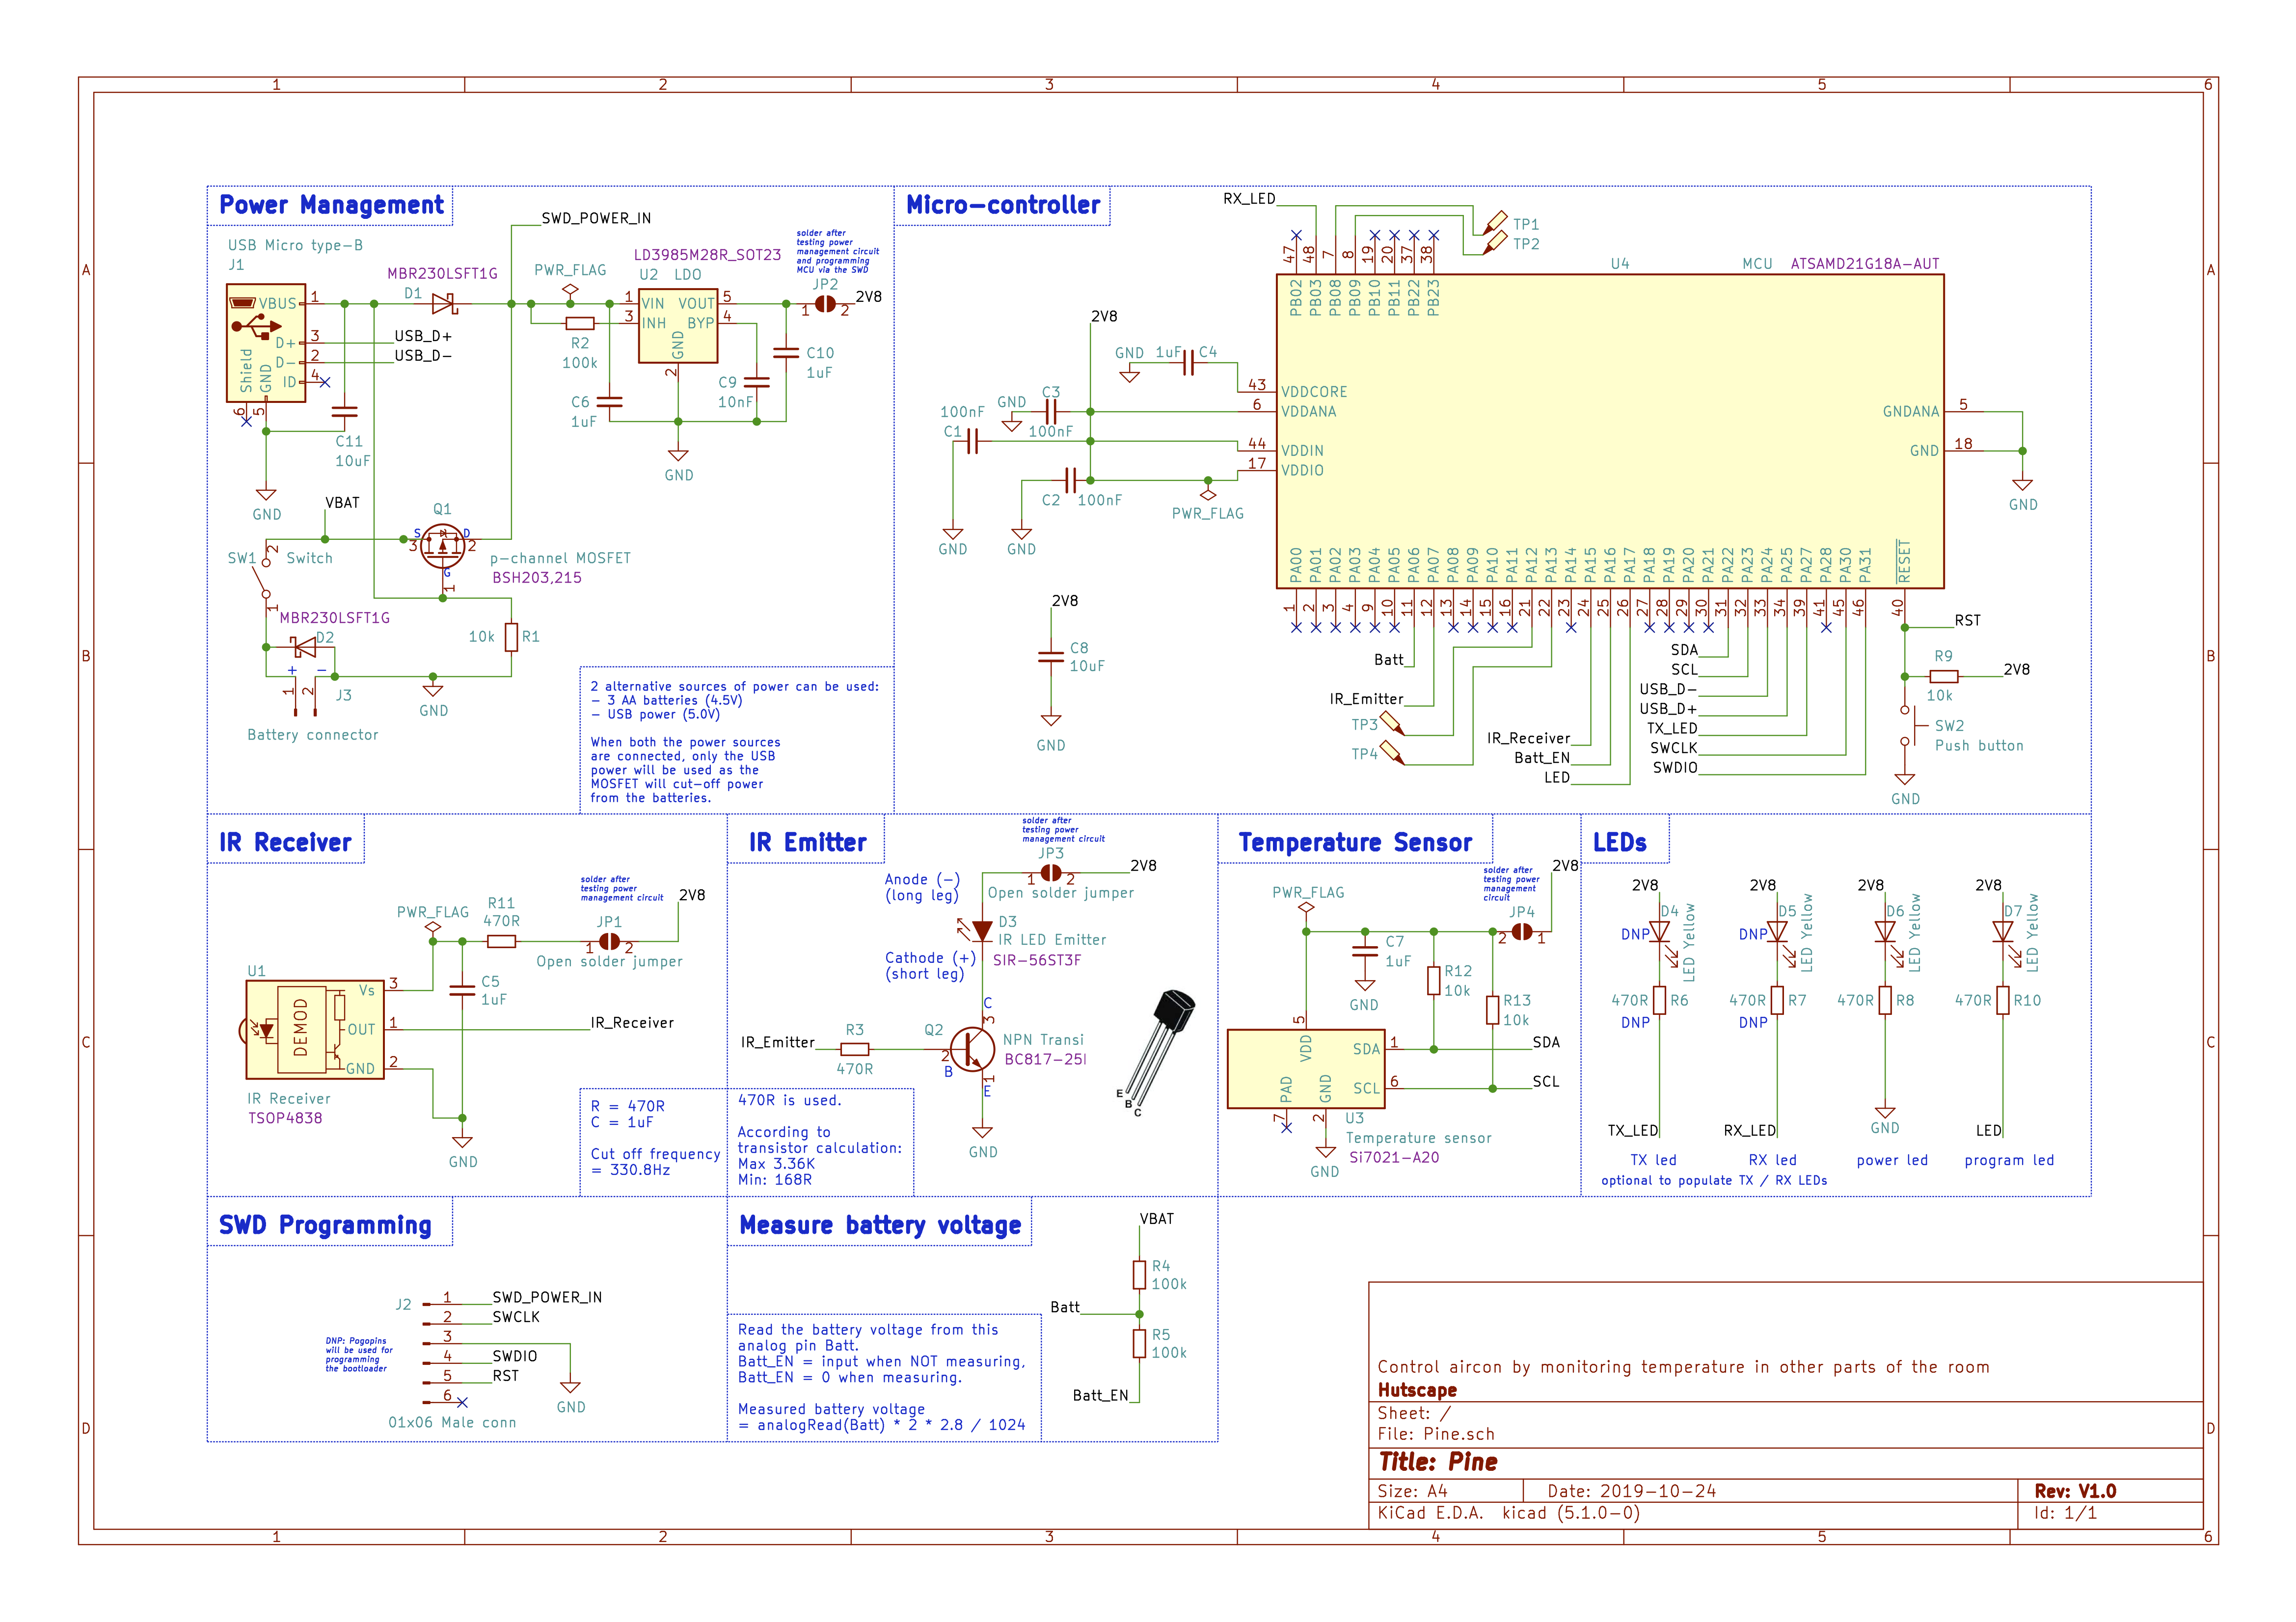 1 2 3 4 5 6
A
B
C
D
Power Management
USB Micro type-B
J1
VBUS 1
D+ 3
D- 2
ID 4
Shield
GND
6 5
MBR230LSFT1G
D1
USB_D+
USB_D-
C11
10uF
GND
SWD_POWER_IN
PWR_FLAG
R2
100k
C6
1uF
LD3985M28R_SOT23
U2 LDO
1 VIN VOUT 5
3 INH BYP 4
GND
2
C9
10nF
C10
1uF
GND
solder after
testing power
management circuit
and programming
MCU via the SWD
JP2
1 2
2V8
VBAT
SW1 Switch
2
1
Q1
S D
3 2
G
1
p-channel MOSFET
BSH203,215
MBR230LSFT1G
D2
+ -
1 2
J3
Battery connector
10k R1
GND
2 alternative sources of power can be used:
- 3 AA batteries (4.5V)
- USB power (5.0V)
When both the power sources
are connected, only the USB
power will be used as the
MOSFET will cut-off power
from the batteries.
Micro-controller
RX_LED
TP1
TP2
47 48 7 8 19 20 37 38
PB02 PB03 PB08 PB09 PB10 PB11 PB22 PB23
U4 MCU ATSAMD21G18A-AUT
2V8
GND 1uF C4
43 VDDCORE
C3
GND
100nF
6 VDDANA
100nF
C1
44 VDDIN
17 VDDIO
C2 100nF
PWR_FLAG
GND GND
GNDANA 5
GND 18
GND
PA00 PA01 PA02 PA03 PA04 PA05 PA06 PA07 PA08 PA09 PA10 PA11 PA12 PA13 PA14 PA15 PA16 PA17 PA18 PA19 PA20 PA21 PA22 PA23 PA24 PA25 PA27 PA28 PA30 PA31 RESET
1 2 3 4 9 10 11 12 13 14 15 16 21 22 23 24 25 26 27 28 29 30 31 32 33 34 39 41 45 46 40
2V8
C8
10uF
GND
Batt
IR_Emitter
TP3
TP4
IR_Receiver
Batt_EN
LED
SDA
SCL
USB_D-
USB_D+
TX_LED
SWCLK
SWDIO
RST
R9
10k
2V8
SW2
Push button
GND
IR Receiver
solder after
testing power
management circuit
PWR_FLAG
R11
470R
JP1
1 2
2V8
Open solder jumper
U1
DEMOD
Vs 3
OUT 1
GND 2
C5
1uF
IR_Receiver
IR Receiver
TSOP4838
GND
R = 470R
C = 1uF
Cut off frequency
= 330.8Hz
IR Emitter
solder after
testing power
management circuit
JP3
1 2
2V8
Open solder jumper
Anode (-)
(long leg)
D3
IR LED Emitter
SIR-56ST3F
Cathode (+)
(short leg)
IR_Emitter
R3
470R
Q2
C
3
2
B
1
E
NPN Transi
BC817-25
GND
E
B
C
470R is used.
According to
transistor calculation:
Max 3.36K
Min: 168R
Temperature Sensor
solder after
testing power
management
circuit
2V8
JP4
2 1
PWR_FLAG
C7
1uF
GND
R12
10k
R13
10k
5
VDD
SDA 1
SCL 6
PAD
GND
7 2
SDA
SCL
U3
Temperature sensor
Si7021-A20
GND
LEDs
2V8 2V8 2V8 2V8
D4 D5 D6 D7
DNP DNP
LED Yellow LED Yellow LED Yellow LED Yellow
470R R6 470R R7 470R R8 470R R10
DNP DNP
TX_LED RX_LED GND LED
TX led RX led power led program led
optional to populate TX / RX LEDs
SWD Programming
J2
1 SWD_POWER_IN
2 SWCLK
3
4 SWDIO
5 RST
6
DNP: Pogopins
will be used for
programming
the bootloader
GND
01x06 Male conn
Measure battery voltage
VBAT
R4
100k
Batt
R5
100k
Batt_EN
Read the battery voltage from this
analog pin Batt.
Batt_EN = input when NOT measuring,
Batt_EN = 0 when measuring.
Measured battery voltage
= analogRead(Batt) * 2 * 2.8 / 1024
Control aircon by monitoring temperature in other parts of the room
Hutscape
Sheet: /
File: Pine.sch
Title: Pine
Size: A4 Date: 2019-10-24 Rev: V1.0
KiCad E.D.A. kicad (5.1.0-0) Id: 1/1
A
B
C
D
1 2 3 4 5 6